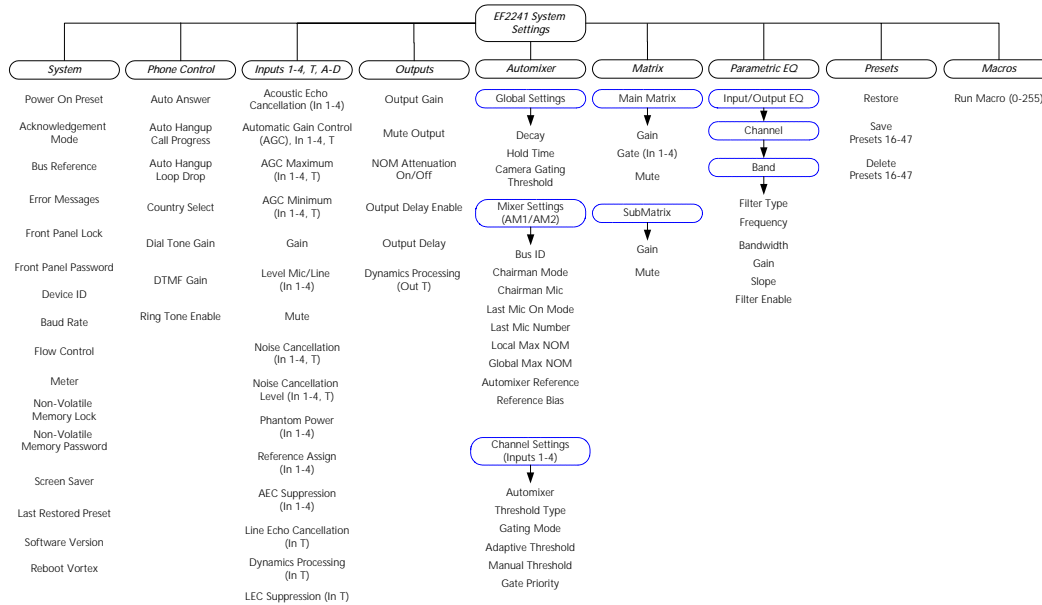 EF2241 System
Settings
System
Power On Preset
Acknowledgement
Mode
Bus Reference
Error Messages
Front Panel Lock
Front Panel Password
Device ID
Baud Rate
Flow Control
Meter
Non-Volatile
Memory Lock
Non-Volatile
Memory Password
Screen Saver
Last Restored Preset
Software Version
Reboot Vortex
Phone Control
Auto Answer
Auto Hangup
Call Progress
Auto Hangup
Loop Drop
Country Select
Dial Tone Gain
DTMF Gain
Ring Tone Enable
Inputs 1-4, T, A-D
Acoustic Echo
Cancellation (In 1-4)
Automatic Gain Control
(AGC), In 1-4, T
AGC Maximum
(In 1-4, T)
AGC Minimum
(In 1-4, T)
Gain
Level Mic/Line
(In 1-4)
Mute
Noise Cancellation
(In 1-4, T)
Noise Cancellation
Level (In 1-4, T)
Phantom Power
(In 1-4)
Reference Assign
(In 1-4)
AEC Suppression
(In 1-4)
Line Echo Cancellation
(In T)
Dynamics Processing
(In T)
LEC Suppression (In T)
Outputs
Output Gain
Mute Output
NOM Attenuation
On/Off
Output Delay Enable
Output Delay
Dynamics Processing
(Out T)
Automixer
Global Settings
Decay
Hold Time
Camera Gating
Threshold
Mixer Settings
(AM1/AM2)
Bus ID
Chairman Mode
Chairman Mic
Last Mic On Mode
Last Mic Number
Local Max NOM
Global Max NOM
Automixer Reference
Reference Bias
Channel Settings
(Inputs 1-4)
Automixer
Threshold Type
Gating Mode
Adaptive Threshold
Manual Threshold
Gate Priority
Matrix
Main Matrix
Gain
Gate (In 1-4)
Mute
SubMatrix
Gain
Mute
Parametric EQ
Input/Output EQ
Channel
Band
Filter Type
Frequency
Bandwidth
Gain
Slope
Filter Enable
Presets
Restore
Save
Presets 16-47
Delete
Presets 16-47
Macros
Run Macro (0-255)